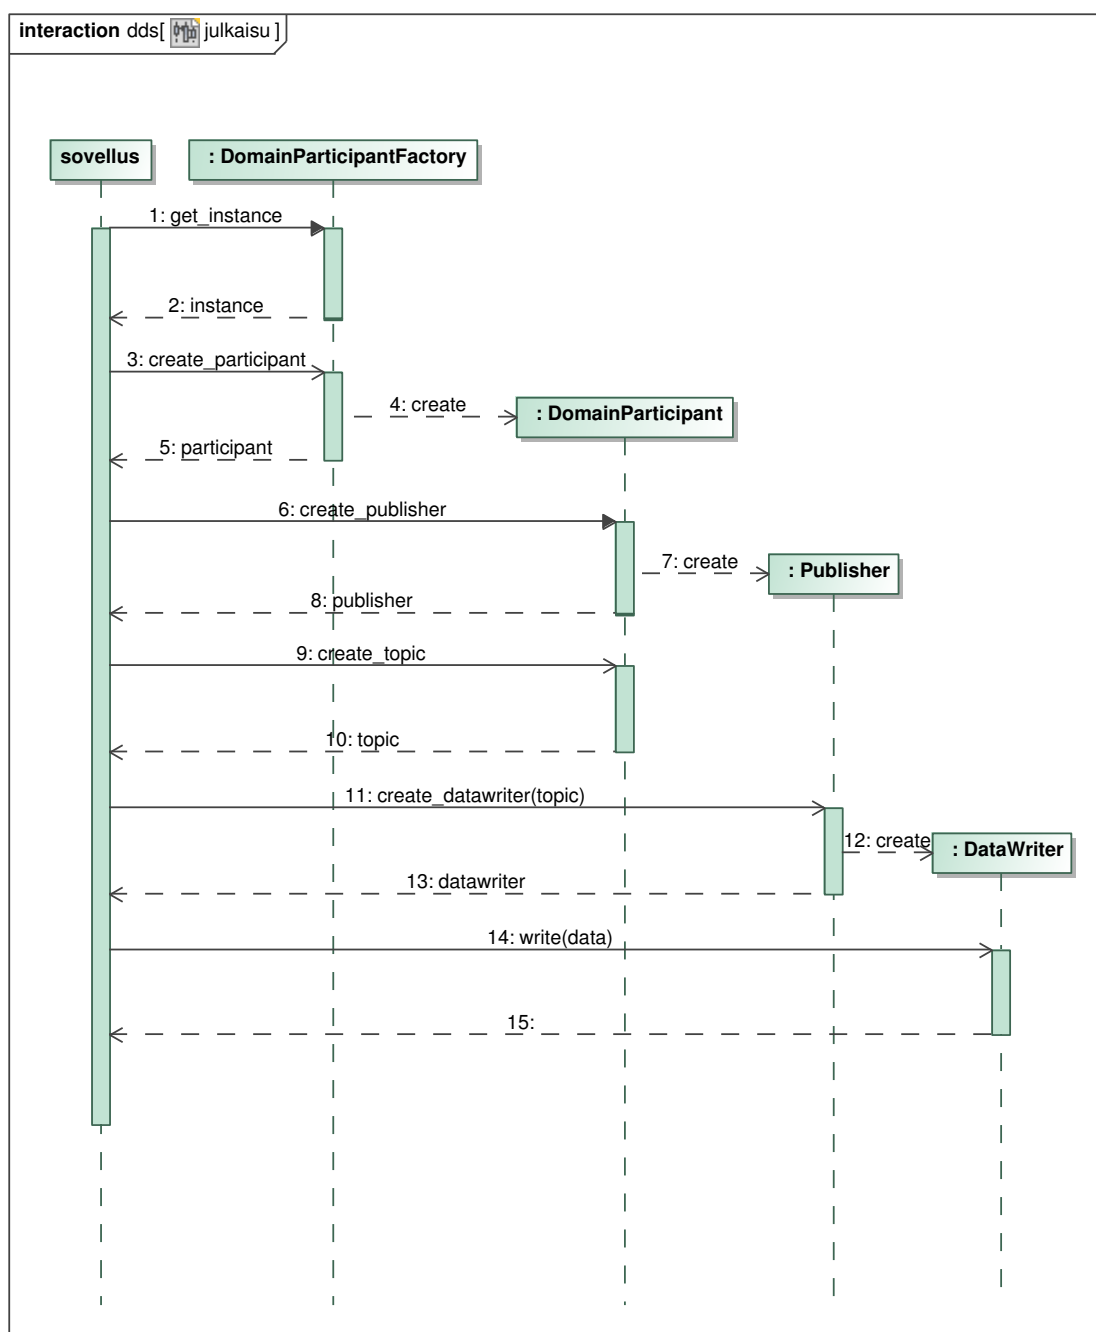 interaction dds[ julkaisu ]
sovellus
: DomainParticipantFactory
1: get_instance
2: instance
3: create_participant
4: create
: DomainParticipant
5: participant
6: create_publisher
7: create
: Publisher
8: publisher
9: create_topic
10: topic
11: create_datawriter(topic)
12: create
: DataWriter
13: datawriter
14: write(data)
15: